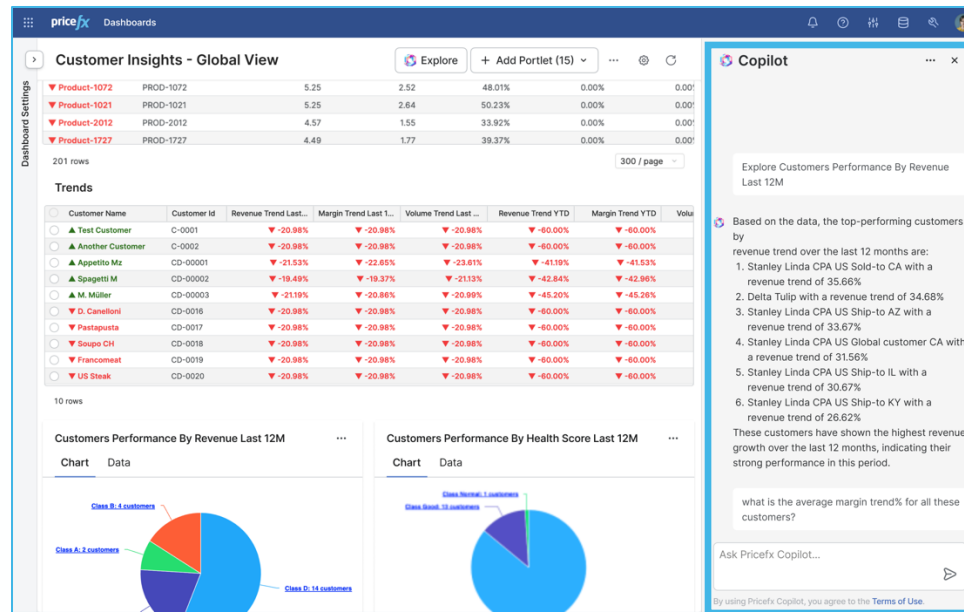 pricefx Dashboards
Customer Insights - Global View
Explore
+ Add Portlet (15)
Dashboard Settings
Product-1072 PROD-1072 5.25 2.52 48.01% 0.00% 0.00
Product-1021 PROD-1021 5.25 2.64 50.23% 0.00% 0.00
Product-2012 PROD-2012 4.57 1.55 33.92% 0.00% 0.00
Product-1727 PROD-1727 4.49 1.77 39.37% 0.00% 0.00
201 rows
300 / page
Trends
Customer Name Customer Id Revenue Trend Last... Margin Trend Last 1... Volume Trend Last ... Revenue Trend YTD Margin Trend YTD
▲ Test Customer C-0001 ▼ -20.98% ▼ -20.98% ▼ -20.98% ▼ -60.00% ▼ -60.00%
▲ Another Customer C-0002 ▼ -20.98% ▼ -20.98% ▼ -20.98% ▼ -60.00% ▼ -60.00%
▲ Appetito Mz CD-00001 ▼ -21.53% ▼ -22.65% ▼ -23.61% ▼ -41.19% ▼ -41.53%
▲ Spagetti M CD-00002 ▼ -19.49% ▼ -19.37% ▼ -21.13% ▼ -42.84% ▼ -42.96%
▲ M. Müller CD-00003 ▼ -21.19% ▼ -20.86% ▼ -20.99% ▼ -45.20% ▼ -45.26%
▼ D. Canelloni CD-0016 ▼ -20.98% ▼ -20.98% ▼ -20.98% ▼ -60.00% ▼ -60.00%
▼ Pastapusta CD-0017 ▼ -20.98% ▼ -20.98% ▼ -20.98% ▼ -60.00% ▼ -60.00%
▼ Soupo CH CD-0018 ▼ -20.98% ▼ -20.98% ▼ -20.98% ▼ -60.00% ▼ -60.00%
▼ Francomeat CD-0019 ▼ -20.98% ▼ -20.98% ▼ -20.98% ▼ -60.00% ▼ -60.00%
▼ US Steak CD-0020 ▼ -20.98% ▼ -20.98% ▼ -20.98% ▼ -60.00% ▼ -60.00%
10 rows
Customers Performance By Revenue Last 12M
Chart Data
Class B: 4 customers
Class A: 2 customers
Class D: 14 customers
Customers Performance By Health Score Last 12M
Chart Data
Class Normal: 1 customers
Class Good: 13 customers
Copilot
Explore Customers Performance By Revenue
Last 12M
Based on the data, the top-performing customers
by
revenue trend over the last 12 months are:
1. Stanley Linda CPA US Sold-to CA with a
revenue trend of 35.66%
2. Delta Tulip with a revenue trend of 34.68%
3. Stanley Linda CPA US Ship-to AZ with a
revenue trend of 33.67%
4. Stanley Linda CPA US Global customer CA with
a revenue trend of 31.56%
5. Stanley Linda CPA US Ship-to IL with a
revenue trend of 30.67%
6. Stanley Linda CPA US Ship-to KY with a
revenue trend of 26.62%
These customers have shown the highest revenue
growth over the last 12 months, indicating their
strong performance in this period.
what is the average margin trend% for all these
customers?
Ask Pricefx Copilot...
By using Pricefx Copilot, you agree to the Terms of Use.